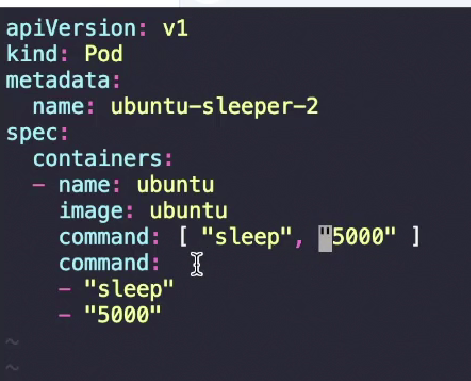 apiVersion: v1
kind: Pod
metadata:
  name: ubuntu-sleeper-2
spec:
  containers:
  - name: ubuntu
    image: ubuntu
    command: [ "sleep", "5000" ]
    command:
    - "sleep"
    - "5000"
~
~